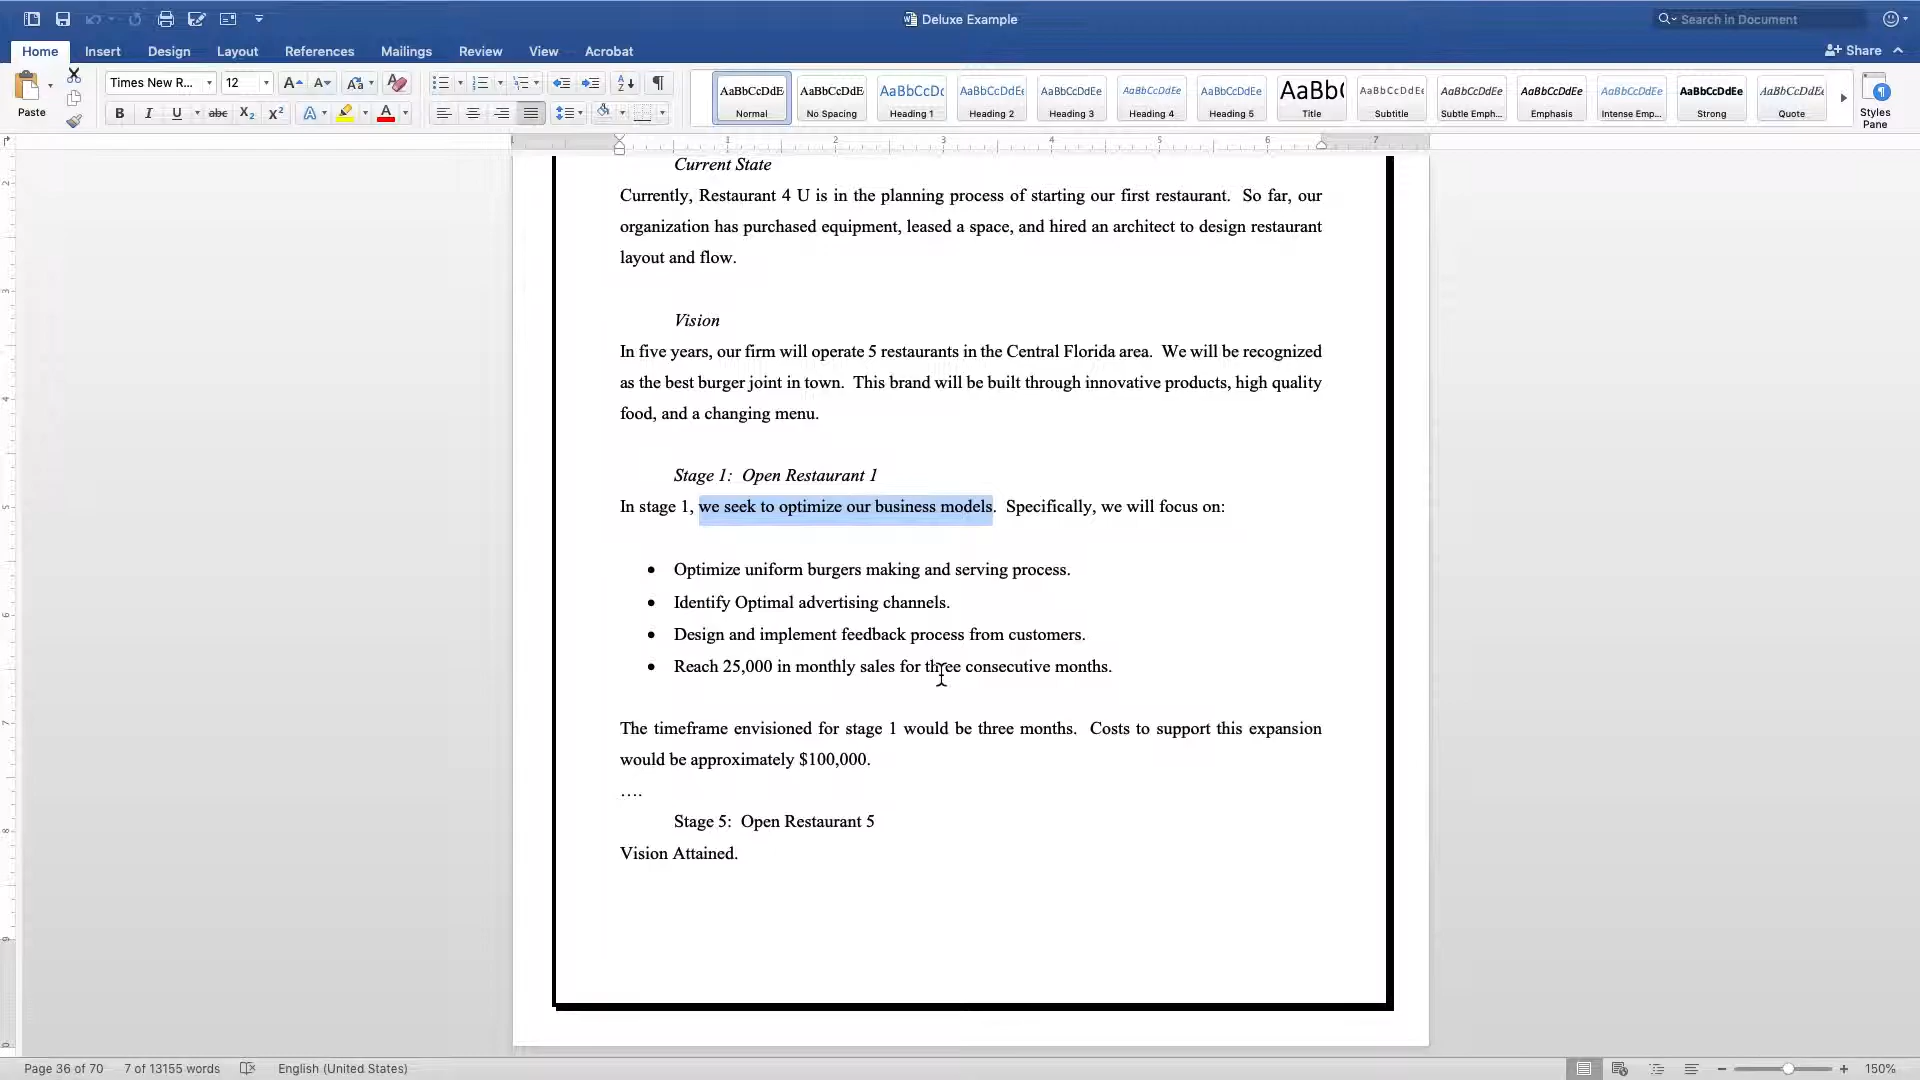 Deluxe Example
Search in Document
Home Insert Design Layout References Mailings Review View Acrobat
Share
Paste
Times New R... 12
AaBbCcDdE AaBbCcDdE AaBbCcDc AaBbCcDdEe AaBbCcDdEe AaBbCcDdEe AaBbCcDdEe AaBb( AaBbCcDdEe AaBbCcDdEe AaBbCcDdEe AaBbCcDdEe AaBbCcDdEe AaBbCcDdEe
Normal No Spacing Heading 1 Heading 2 Heading 3 Heading 4 Heading 5 Title Subtitle Subtle Emph... Emphasis Intense Emp... Strong Quote
Styles
Pane
1 2 3 4 5 6 7
Current State
Currently, Restaurant 4 U is in the planning process of starting our first restaurant. So far, our
organization has purchased equipment, leased a space, and hired an architect to design restaurant
layout and flow.
Vision
In five years, our firm will operate 5 restaurants in the Central Florida area. We will be recognized
as the best burger joint in town. This brand will be built through innovative products, high quality
food, and a changing menu.
Stage 1: Open Restaurant 1
In stage 1, we seek to optimize our business models. Specifically, we will focus on:
• Optimize uniform burgers making and serving process.
• Identify Optimal advertising channels.
• Design and implement feedback process from customers.
• Reach 25,000 in monthly sales for three consecutive months.
The timeframe envisioned for stage 1 would be three months. Costs to support this expansion
would be approximately $100,000.
….
Stage 5: Open Restaurant 5
Vision Attained.
Page 36 of 70 7 of 13155 words English (United States) 150%